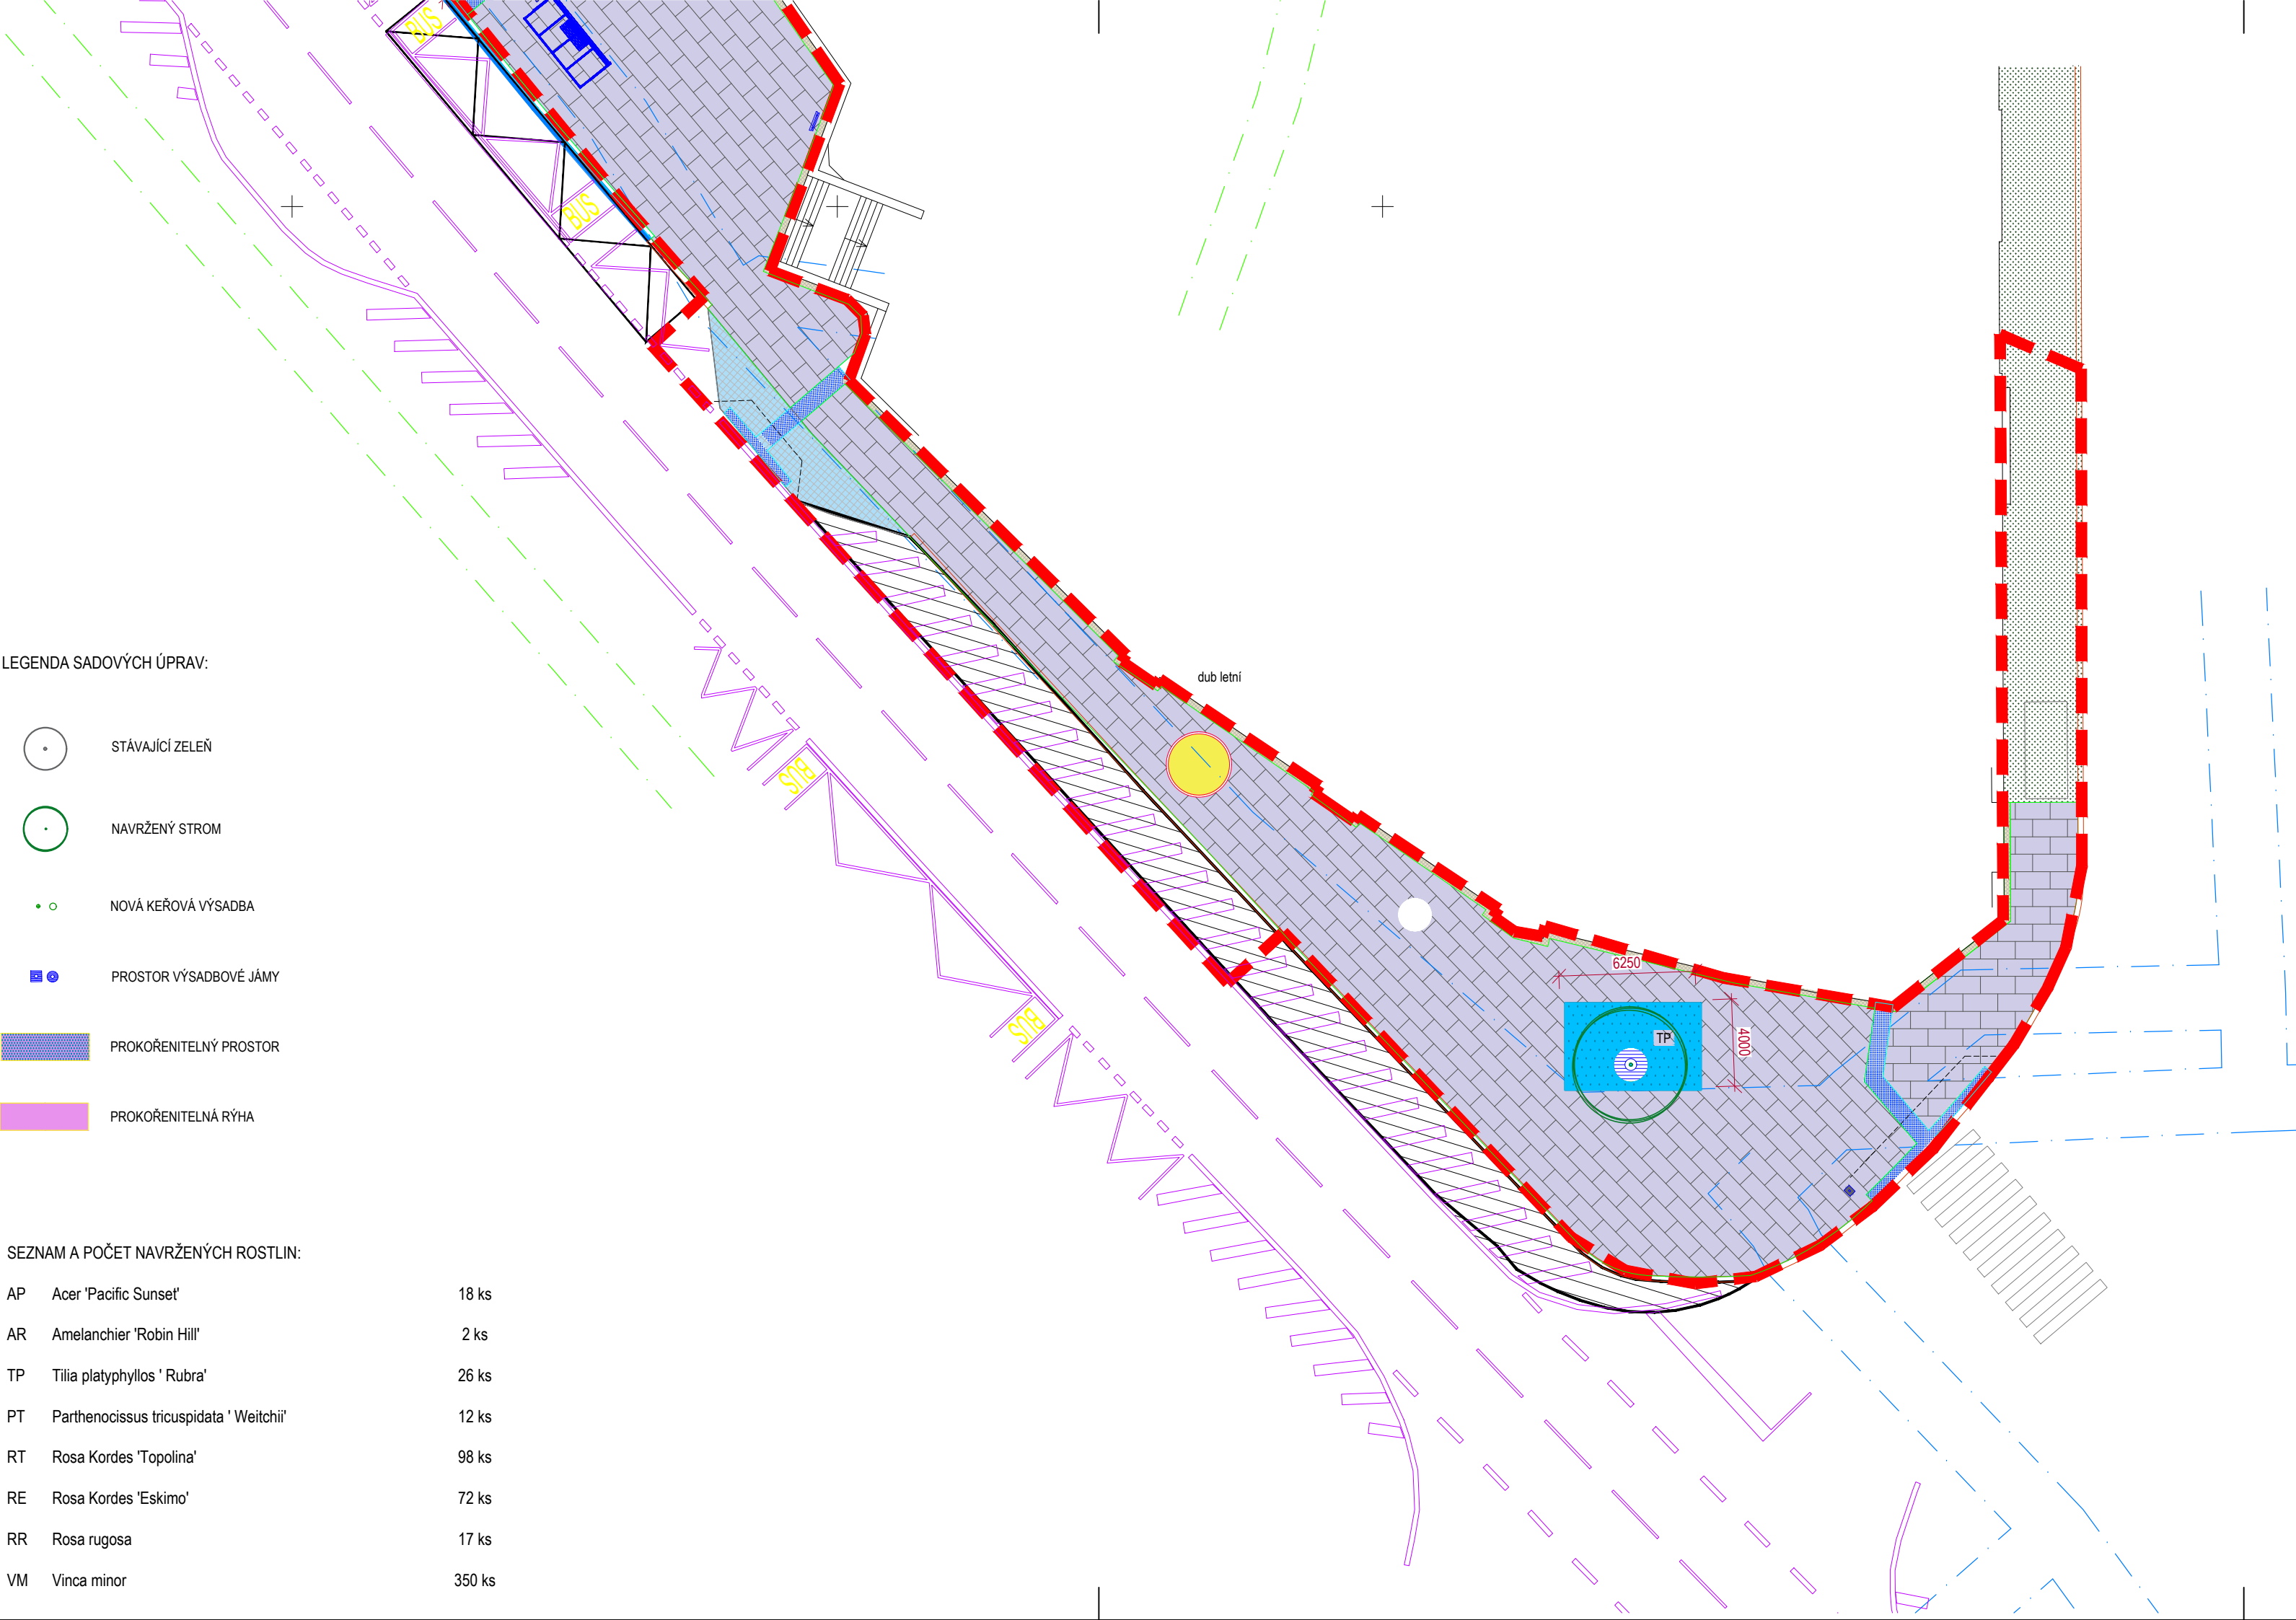 BUS
BUS
LEGENDA SADOVÝCH ÚPRAV:
dub letní
STÁVAJÍCÍ ZELEŇ
BUS
NAVRŽENÝ STROM
NOVÁ KEŘOVÁ VÝSADBA
6250
PROSTOR VÝSADBOVÉ JÁMY
BUS
TP
4000
PROKOŘENITELNÝ PROSTOR
PROKOŘENITELNÁ RÝHA
SEZNAM A POČET NAVRŽENÝCH ROSTLIN:
AP Acer 'Pacific Sunset' 18 ks
AR Amelanchier 'Robin Hill' 2 ks
TP Tilia platyphyllos ' Rubra' 26 ks
PT Parthenocissus tricuspidata ' Weitchii' 12 ks
RT Rosa Kordes 'Topolina' 98 ks
RE Rosa Kordes 'Eskimo' 72 ks
RR Rosa rugosa 17 ks
VM Vinca minor 350 ks